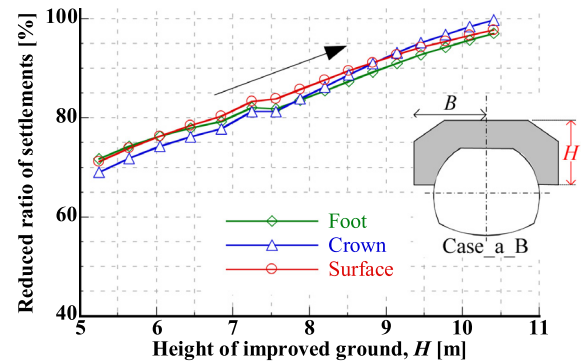 Reduced ratio of settlements [%]
100
80
60
40
5 6 7 8 9 10 11
Height of improved ground, H [m]
Foot
Crown
Surface
B
H
Case_a_B